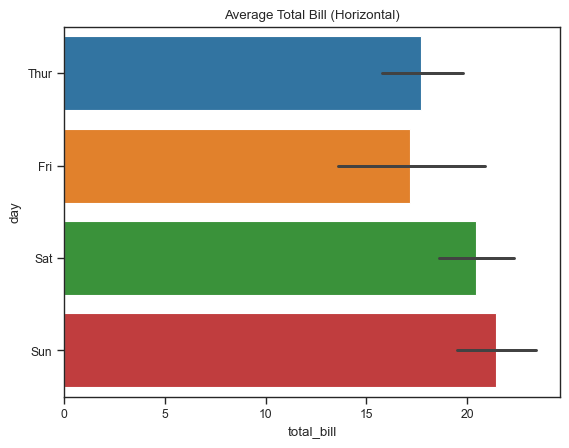 Average Total Bill (Horizontal)
Thur
Fri
Sat
Sun
day
0 5 10 15 20
total_bill